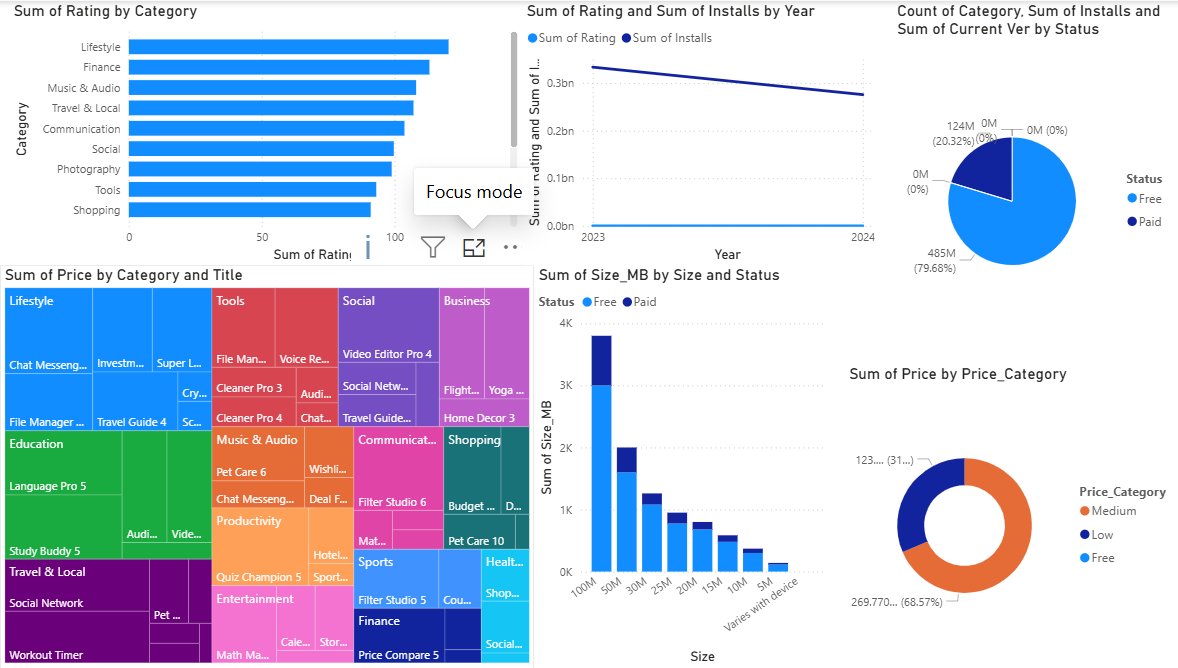 Sum of Rating by Category
Category
Lifestyle
Finance
Music & Audio
Travel & Local
Communication
Social
Photography
Tools
Shopping
0
50
100
Sum of Rating
Focus mode
Sum of Rating and Sum of Installs by Year
Sum of Rating
Sum of Installs
Sum of Rating and Sum of I...
0.3bn
0.2bn
0.1bn
0.0bn
2023
2024
Year
Count of Category, Sum of Installs and
Sum of Current Ver by Status
124M
(20.32%)
0M
(0%)
0M (0%)
0M
(0%)
485M
(79.68%)
Status
Free
Paid
Sum of Price by Category and Title
Lifestyle
Chat Messeng...
Investm...
Super L...
File Manager ...
Travel Guide 4
Cry...
Sc...
Tools
File Man...
Voice Re...
Cleaner Pro 3
Audi...
Cleaner Pro 4
Chat...
Social
Video Editor Pro 4
Social Netw...
Travel Guide...
Business
Flight...
Yoga ...
Home Decor 3
Education
Language Pro 5
Study Buddy 5
Audi...
Vide...
Music & Audio
Pet Care 6
Wishli...
Chat Messeng...
Deal F...
Communicat...
Filter Studio 6
Mat...
Shopping
Budget ...
D...
Pet Care 10
Productivity
Quiz Champion 5
Hotel...
Sport...
Travel & Local
Social Network
Pet ...
Workout Timer
Entertainment
Math Ma...
Cale...
Stor...
Sports
Filter Studio 5
Cou...
Healt...
Shop...
Social...
Finance
Price Compare 5
Sum of Size_MB by Size and Status
Status
Free
Paid
Sum of Size_MB
4K
3K
2K
1K
0K
100M
50M
30M
25M
20M
15M
10M
5M
Varies with device
Size
Sum of Price by Price_Category
123.... (31...)
269.770... (68.57%)
Price_Category
Medium
Low
Free